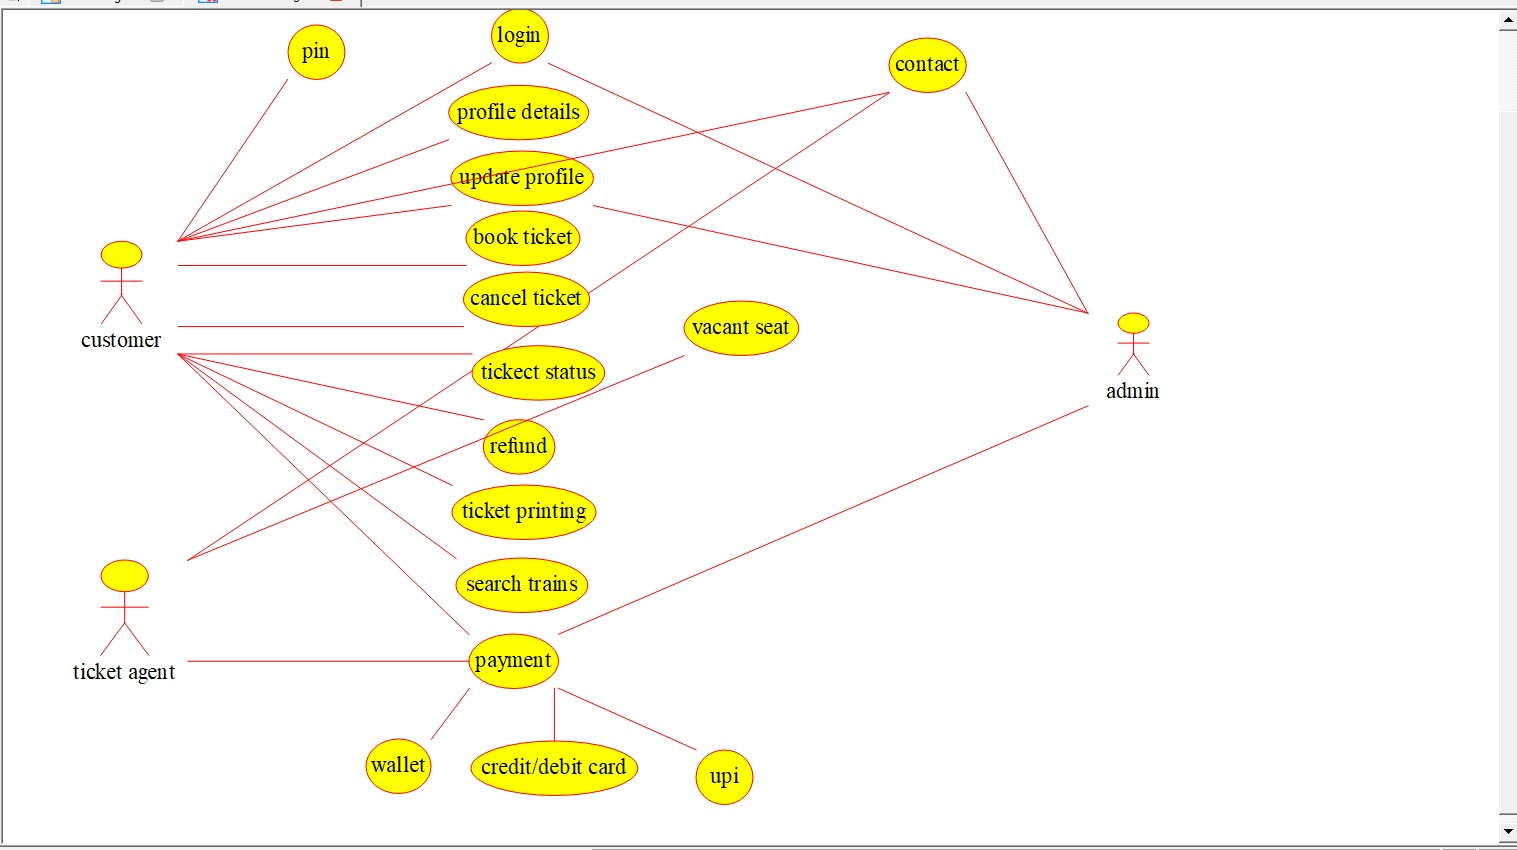 login
pin
contact
profile details
update profile
book ticket
cancel ticket
vacant seat
customer
tickect status
admin
refund
ticket printing
search trains
payment
ticket agent
wallet
credit/debit card
upi